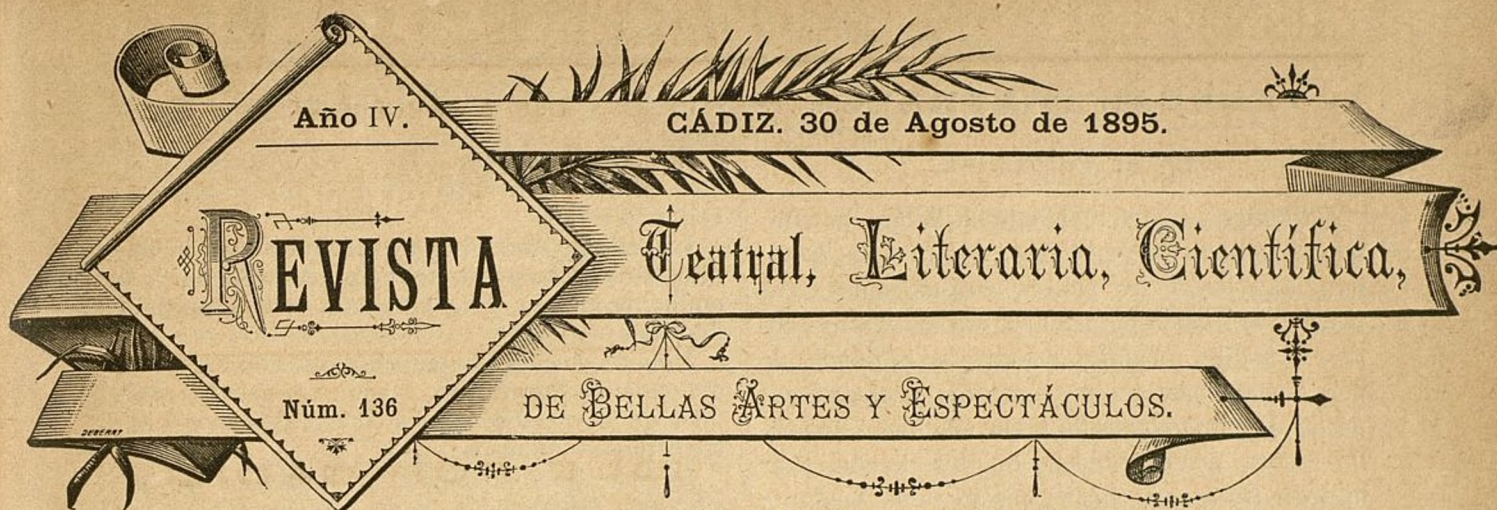 Año IV.
CÁDIZ. 30 de Agosto de 1895.
REVISTA
Teatral, Literaria, Científica,
Núm. 136
DE BELLAS ARTES Y ESPECTÁCULOS.